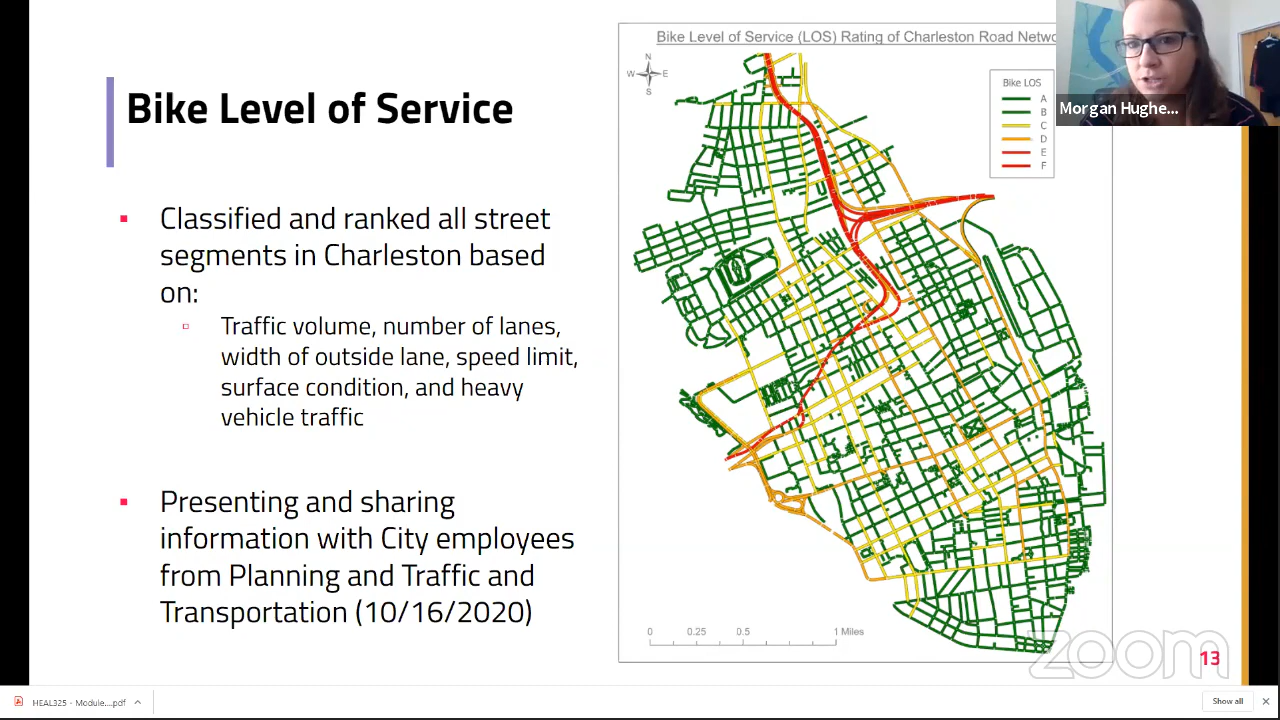 Bike Level of Service
Classified and ranked all street
segments in Charleston based
on:
Traffic volume, number of lanes,
width of outside lane, speed limit,
surface condition, and heavy
vehicle traffic
Presenting and sharing
information with City employees
from Planning and Traffic and
Transportation (10/16/2020)
Bike Level of Service (LOS) Rating of Charleston Road Netwo
N
W E
S
Bike LOS
A
B
C
D
E
F
0 0.25 0.5 1 Miles
Morgan Hughe...
zoom
13
HEAL325 - Module....pdf
Show all